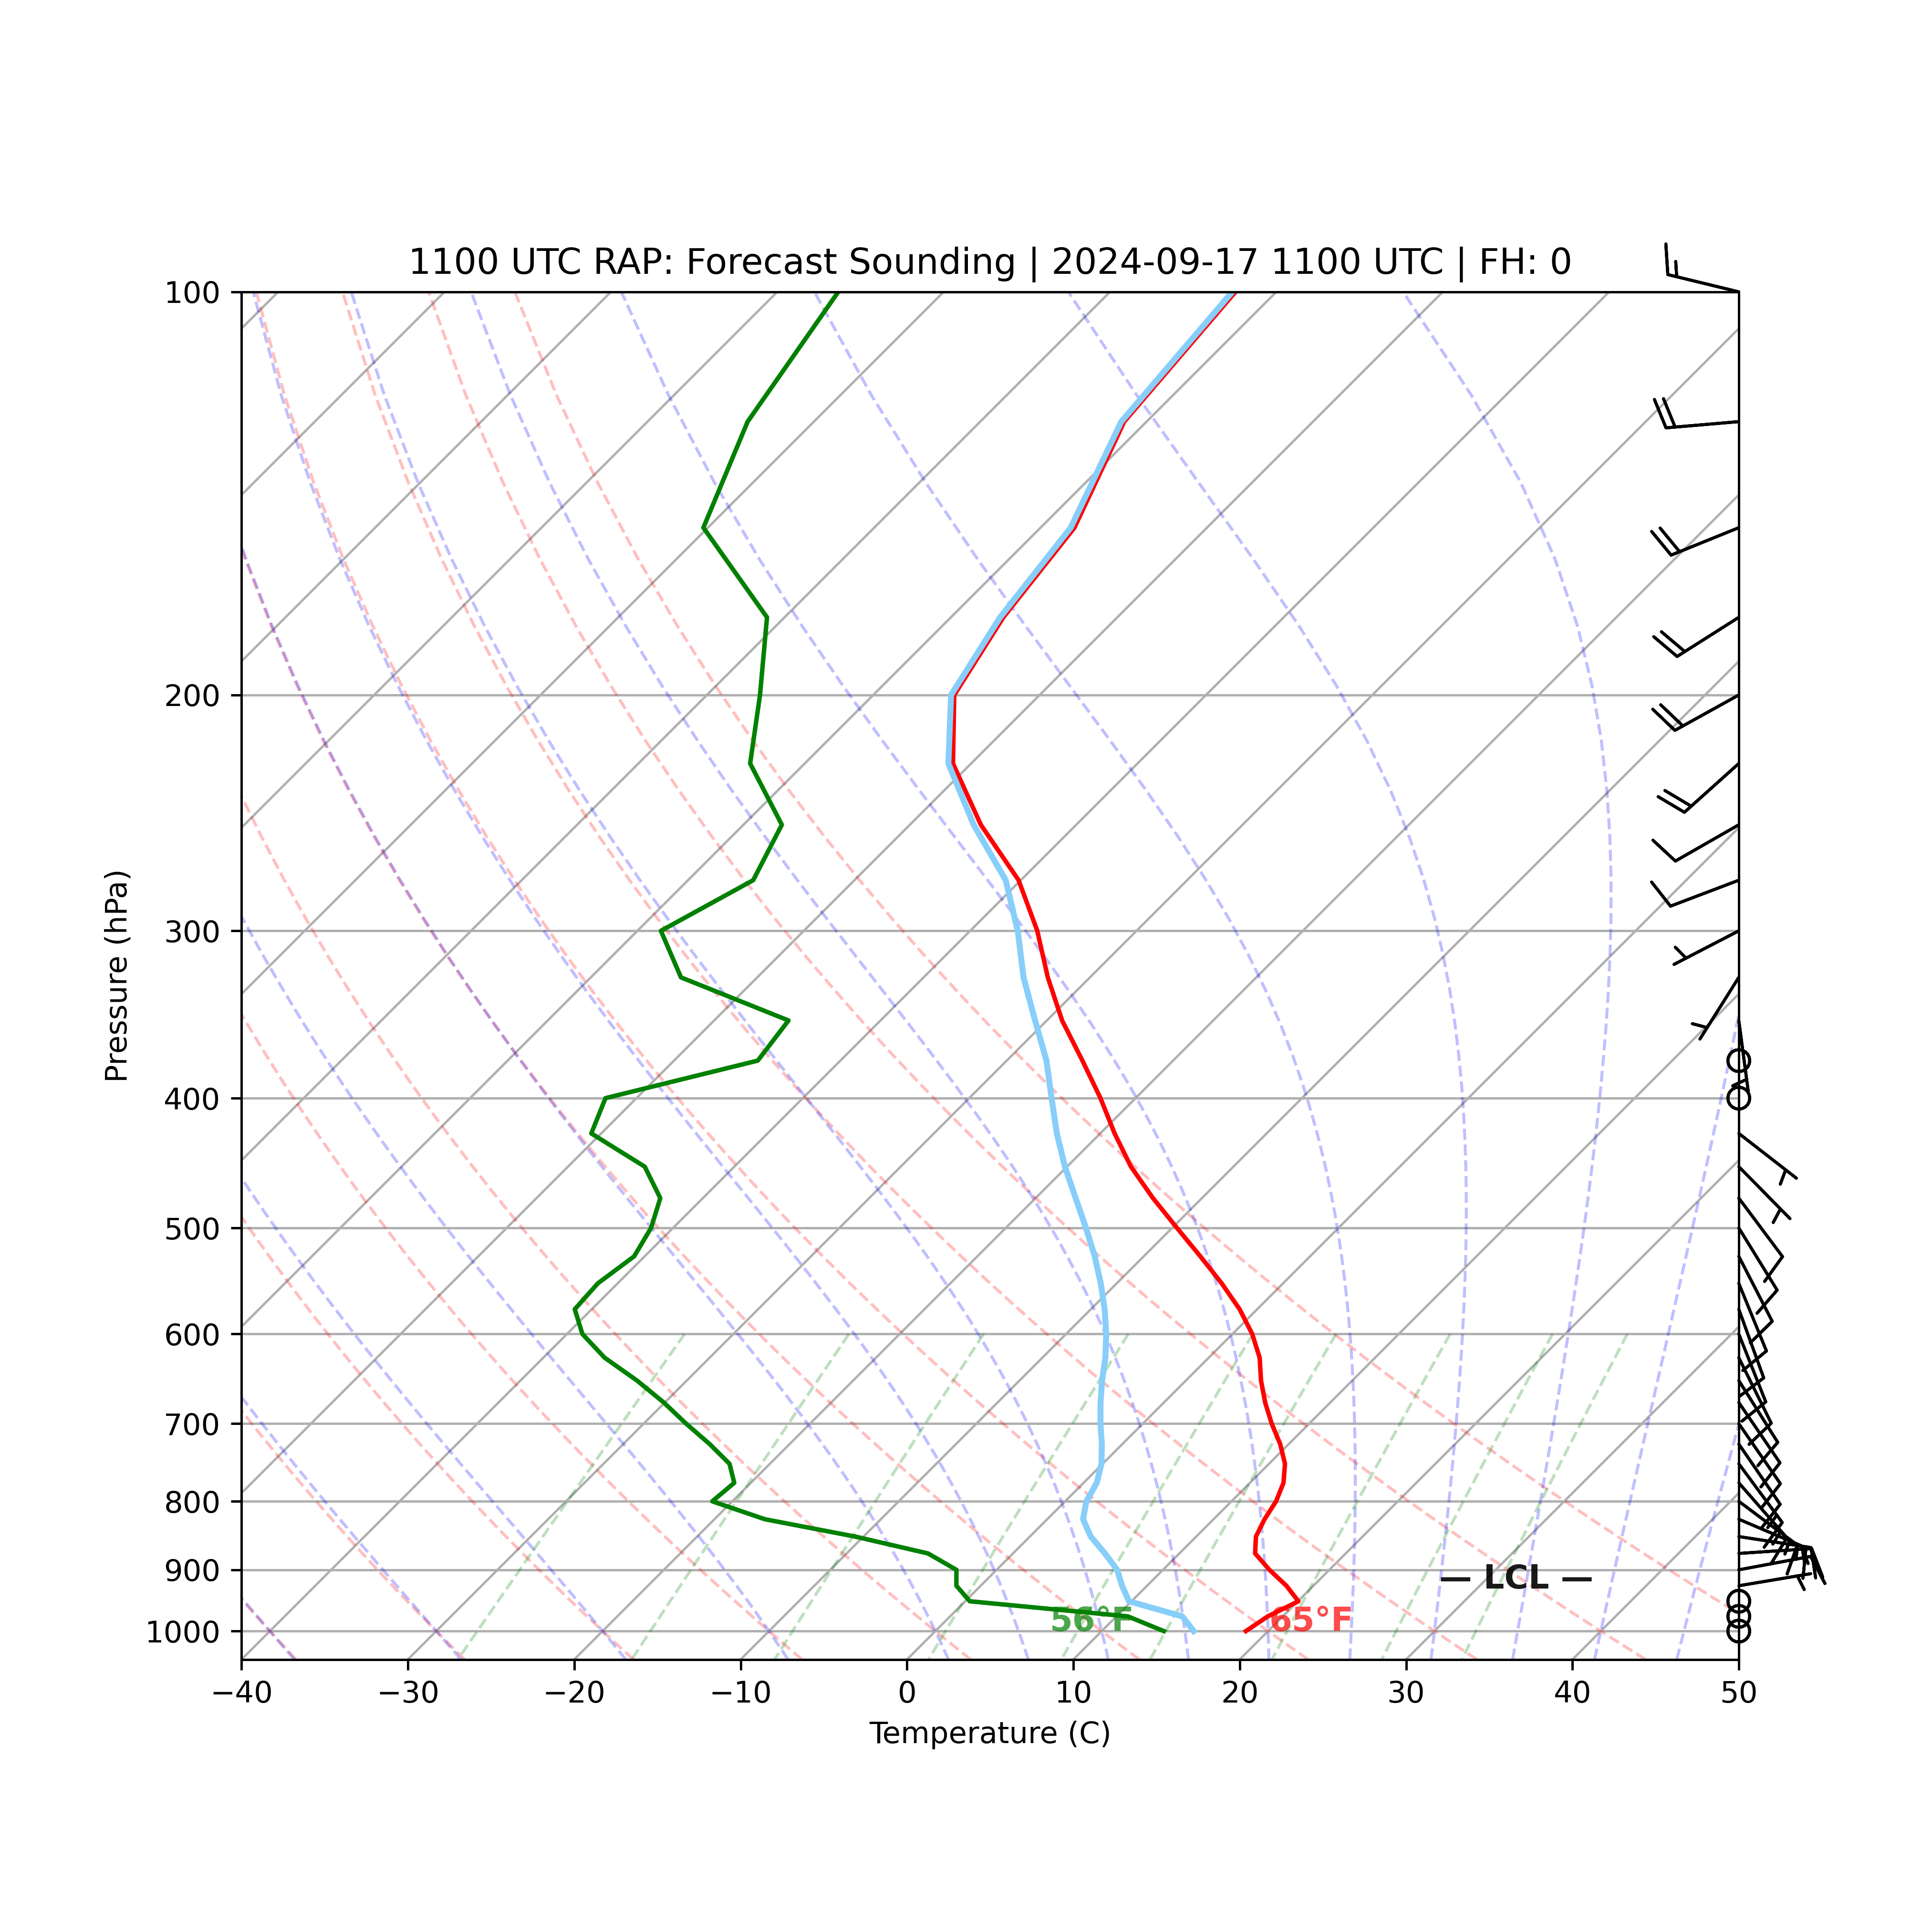 1100 UTC RAP: Forecast Sounding | 2024-09-17 1100 UTC | FH: 0
100
200
300
400
500
600
700
800
900
1000
Pressure (hPa)
— LCL —
56°F
65°F
−40 −30 −20 −10 0 10 20 30 40 50
Temperature (C)